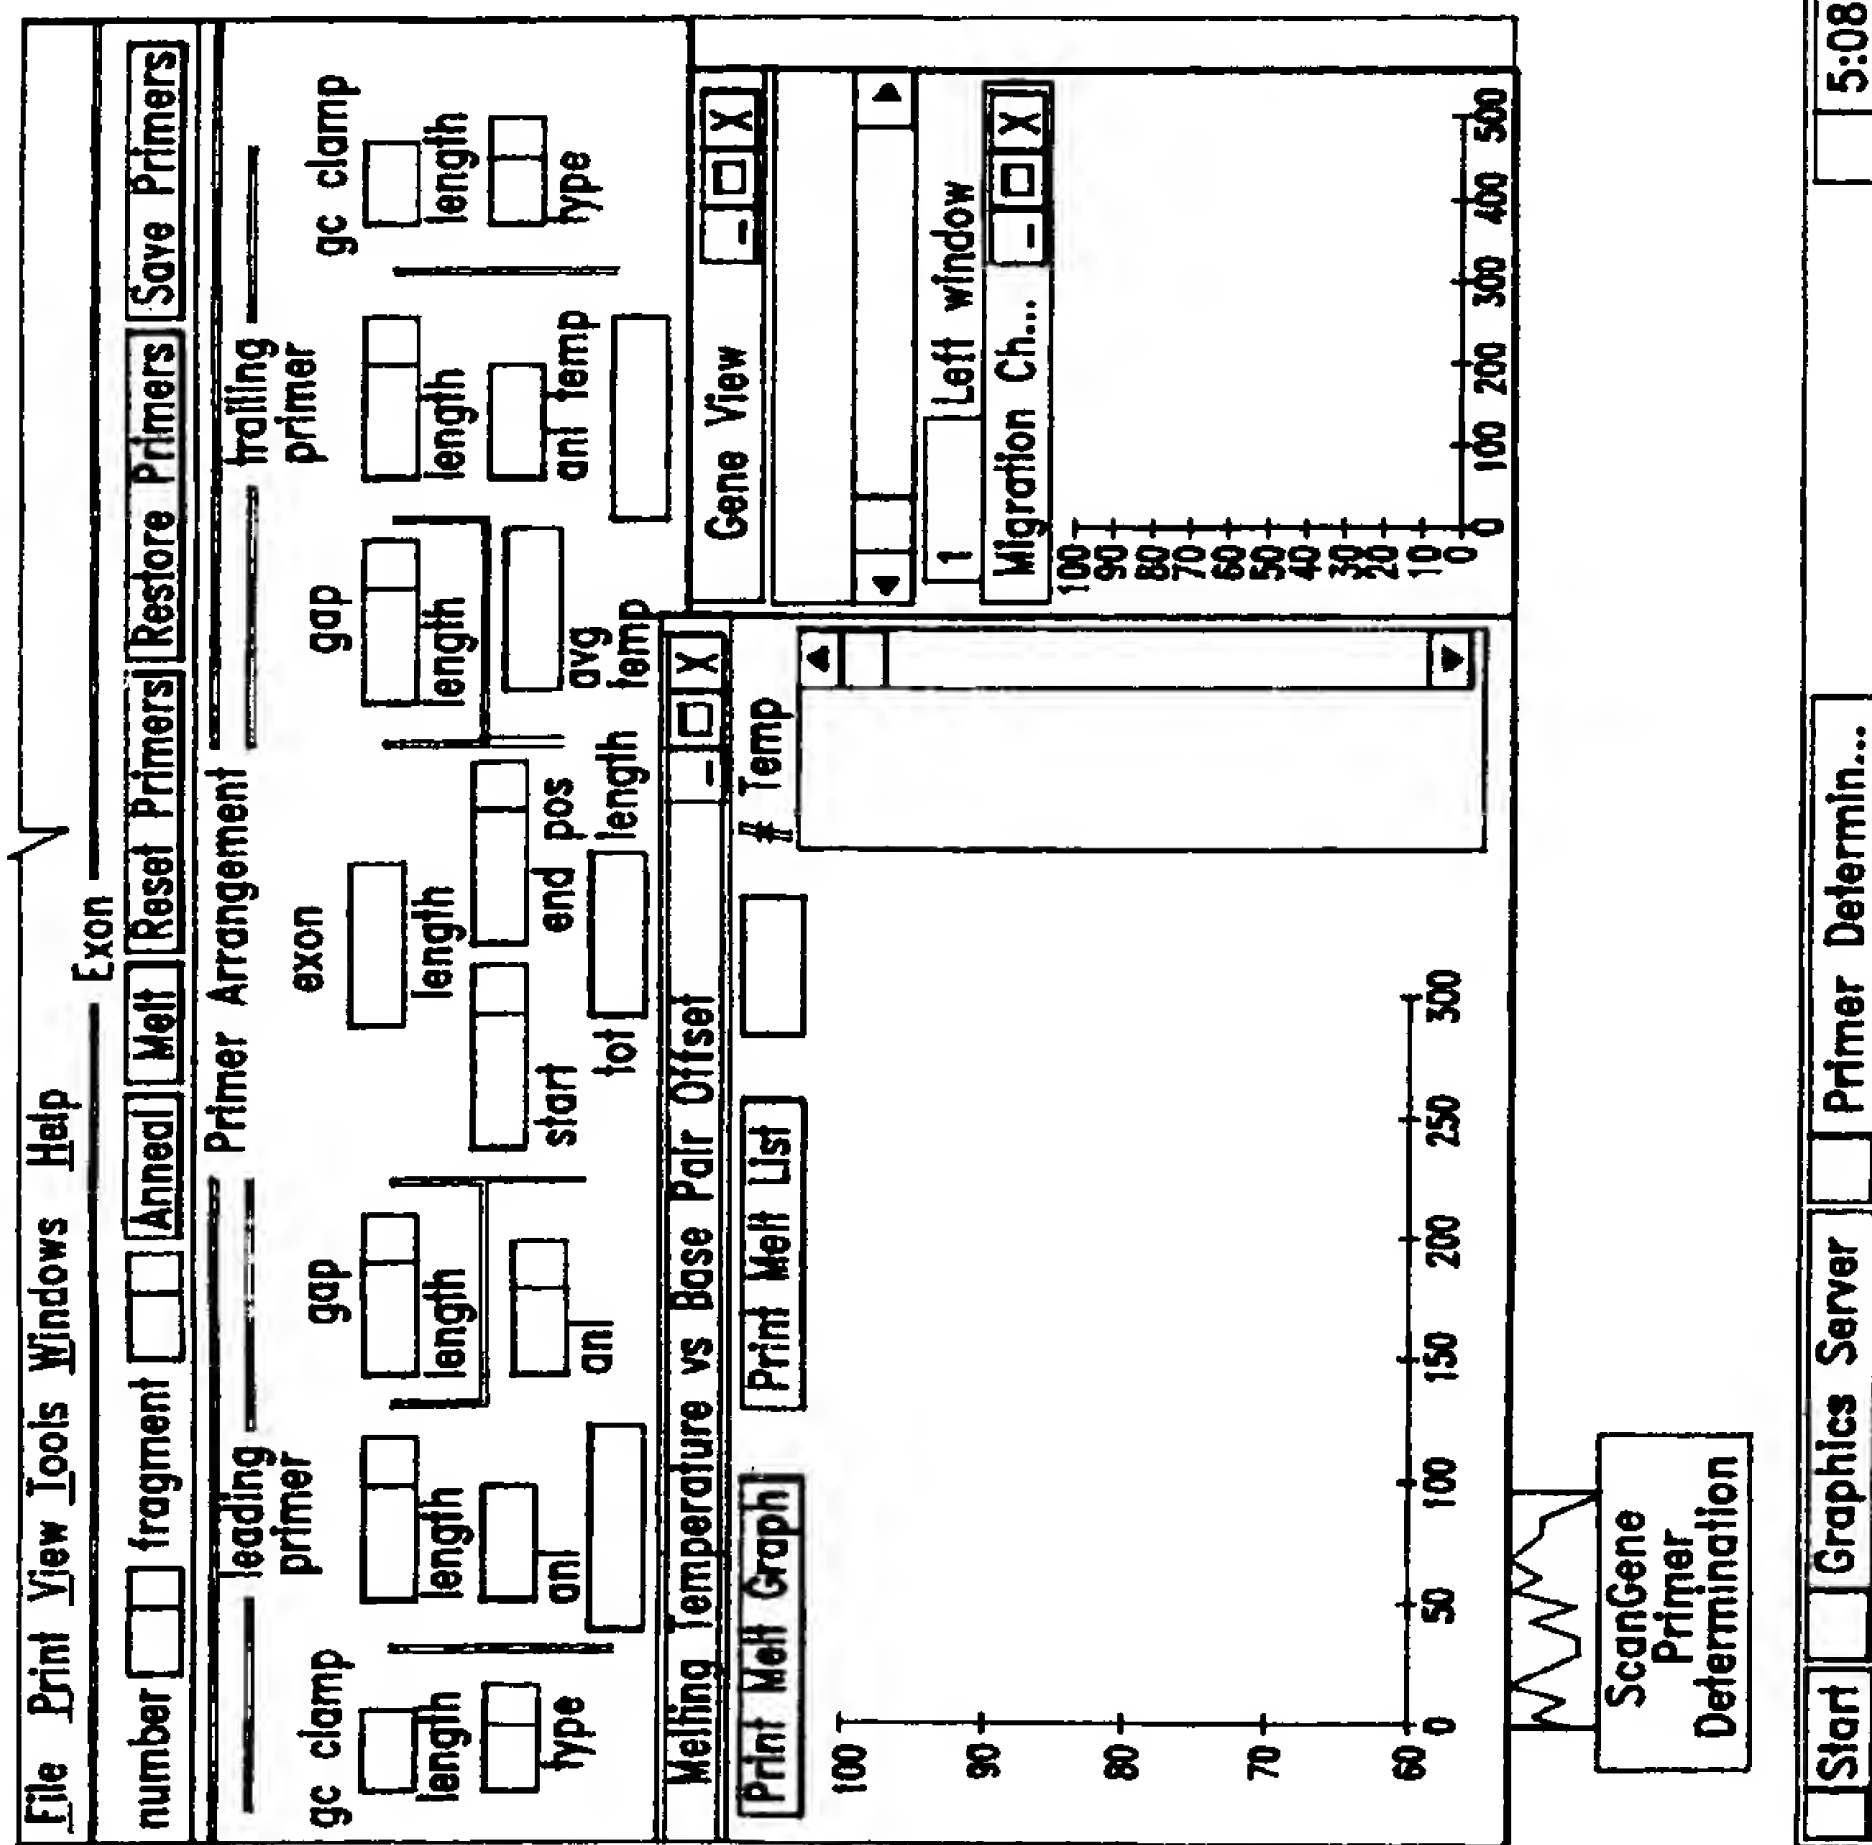 File Print View Tools Windows Help
Exon
number fragment Anneal Melt Reset Primers Restore Primers Save Primers
Primer Arrangement
leading primer
trailing primer
gc clamp
gap
exon
gap
gc clamp
length
length
length
length
length
length
length
type
anl
anl
start
end pos
avg temp
anl temp
type
tot length
Melting Temperature vs Base Pair Offset
_ □ X
Print Melt Graph Print Melt List
# Temp
100
90
80
70
60
0 50 100 150 200 250 300
Gene View _ □ X
1 Left window
Migration Ch... _ □ X
100
90
80
70
60
50
40
30
20
10
0
0 100 200 300 400 500
ScanGene
Primer
Determination
Start Graphics Server Primer Determin... 5:08